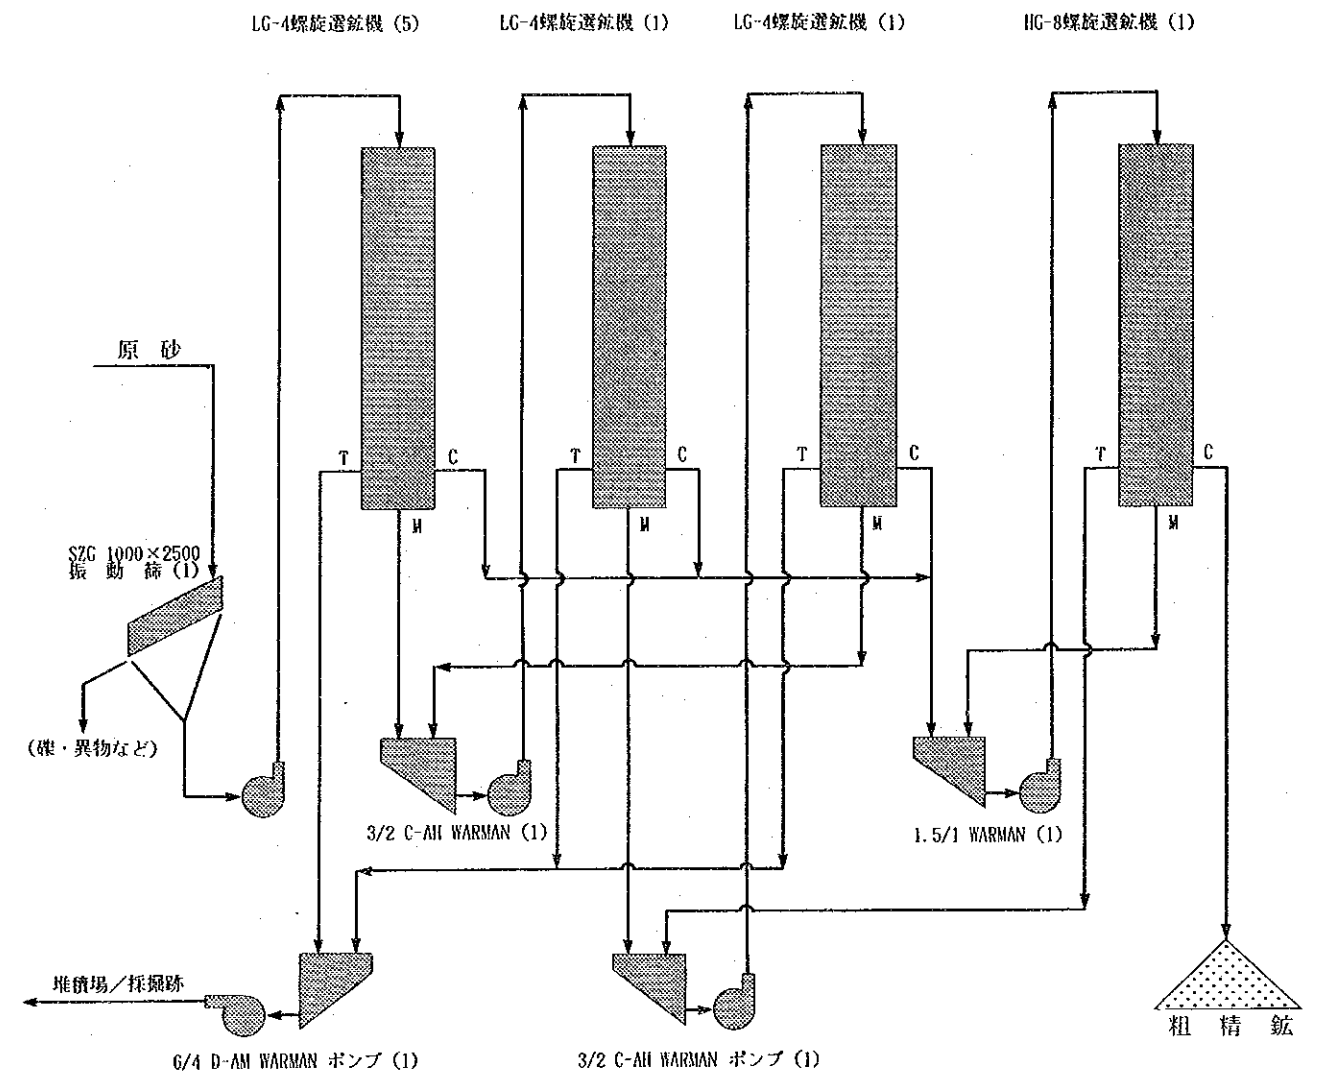 LG-4螺旋選鉱機 (5)
LG-4螺旋選鉱機 (1)
LG-4螺旋選鉱機 (1)
HG-8螺旋選鉱機 (1)
原 砂
T
C
T
C
T
C
T
C
M
M
M
M
SZG 1000×2500
振 動 篩 (1)
(礫・異物など)
3/2 C-AH WARMAN (1)
1.5/1 WARMAN (1)
堆積場/採掘跡
粗 精 鉱
6/4 D-AM WARMAN ポンプ (1)
3/2 C-AH WARMAN ポンプ (1)